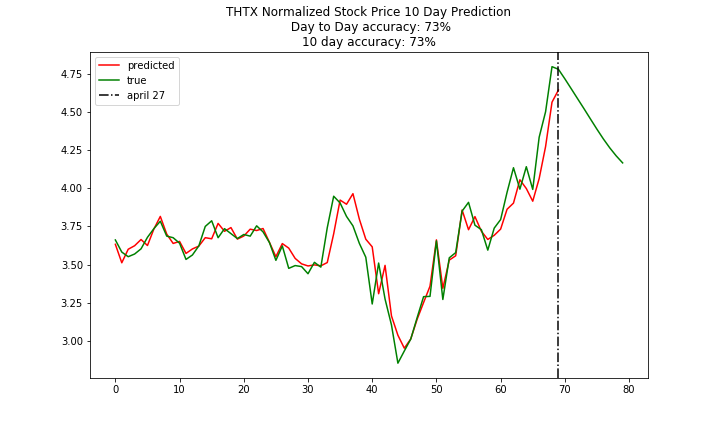 THTX Normalized Stock Price 10 Day Prediction
Day to Day accuracy: 73%
10 day accuracy: 73%
predicted
true
april 27
4.75
4.50
4.25
4.00
3.75
3.50
3.25
3.00
0 10 20 30 40 50 60 70 80